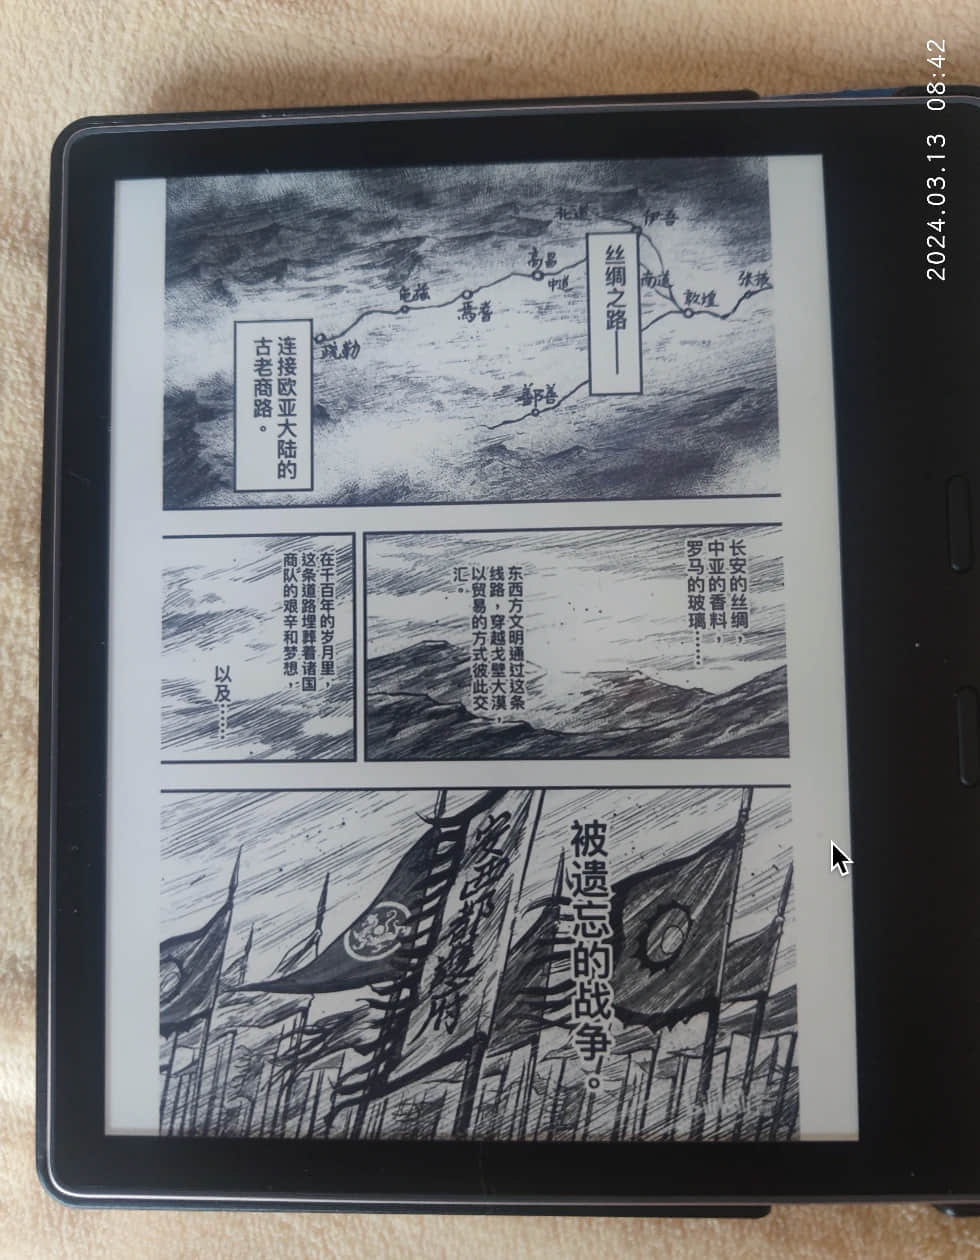 2024.03.13 08:42
北道
伊吾
丝绸之路——
高昌
中道
南道
敦煌
龟兹
焉耆
疏勒
鄯善
连接欧亚大陆的
古老商路。
长安的丝绸，
中亚的香料，
罗马的玻璃……
东西方文明通过这条
线路，穿越戈壁大漠，
以贸易的方式彼此交
汇。
在千百年的岁月里，
这条道路埋葬着诸国
商队的艰辛和梦想，
以及……
被遗忘的战争。
安西都护府